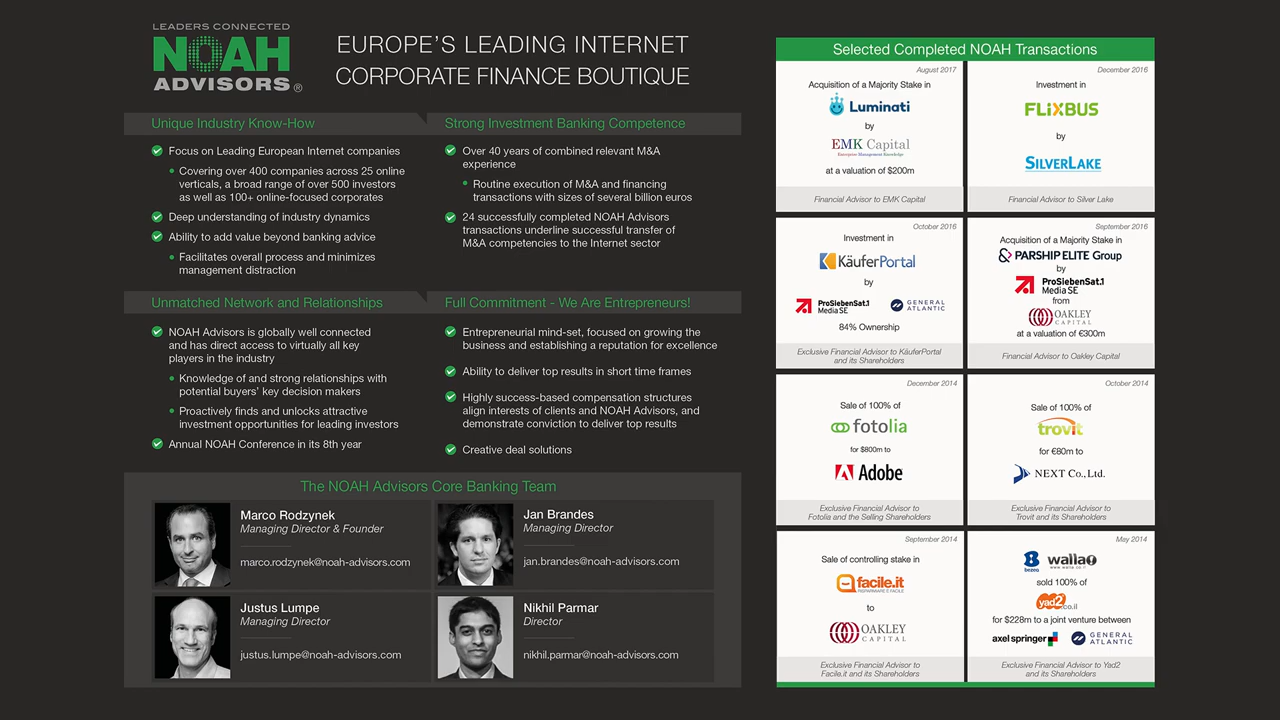 LEADERS CONNECTED
NOAH
ADVISORS®
EUROPE'S LEADING INTERNET
CORPORATE FINANCE BOUTIQUE
Unique Industry Know-How
Focus on Leading European Internet companies
Covering over 400 companies across 25 online
verticals, a broad range of over 500 investors
as well as 100+ online-focused corporates
Deep understanding of industry dynamics
Ability to add value beyond banking advice
Facilitates overall process and minimizes
management distraction
Strong Investment Banking Competence
Over 40 years of combined relevant M&A
experience
Routine execution of M&A and financing
transactions with sizes of several billion euros
24 successfully completed NOAH Advisors
transactions underline successful transfer of
M&A competencies to the Internet sector
Unmatched Network and Relationships
NOAH Advisors is globally well connected
and has direct access to virtually all key
players in the industry
Knowledge of and strong relationships with
potential buyers' key decision makers
Proactively finds and unlocks attractive
investment opportunities for leading investors
Annual NOAH Conference in its 8th year
Full Commitment - We Are Entrepreneurs!
Entrepreneurial mind-set, focused on growing the
business and establishing a reputation for excellence
Ability to deliver top results in short time frames
Highly success-based compensation structures
align interests of clients and NOAH Advisors, and
demonstrate conviction to deliver top results
Creative deal solutions
The NOAH Advisors Core Banking Team
Marco Rodzynek
Managing Director & Founder
marco.rodzynek@noah-advisors.com
Jan Brandes
Managing Director
jan.brandes@noah-advisors.com
Justus Lumpe
Managing Director
justus.lumpe@noah-advisors.com
Nikhil Parmar
Director
nikhil.parmar@noah-advisors.com
Selected Completed NOAH Transactions
August 2017
Acquisition of a Majority Stake in
Luminati
by
EMK Capital
Enterprise Management Knowledge
at a valuation of $200m
Financial Advisor to EMK Capital
December 2016
Investment in
FLiXBUS
by
SILVERLAKE
Financial Advisor to Silver Lake
October 2016
Investment in
KäuferPortal
by
ProSiebenSat.1
Media SE
GENERAL
ATLANTIC
84% Ownership
Exclusive Financial Advisor to KäuferPortal
and its Shareholders
September 2016
Acquisition of a Majority Stake in
PARSHIP ELITE Group
by
ProSiebenSat.1
Media SE
from
OAKLEY
CAPITAL
at a valuation of €300m
Financial Advisor to Oakley Capital
December 2014
Sale of 100% of
fotolia
for $800m to
Adobe
Exclusive Financial Advisor to
Fotolia and the Selling Shareholders
October 2014
Sale of 100% of
trovit
for €80m to
NEXT Co., Ltd.
Exclusive Financial Advisor to
Trovit and its Shareholders
September 2014
Sale of controlling stake in
facile.it
RISPARMIARE È FACILE
to
OAKLEY
CAPITAL
Exclusive Financial Advisor to
Facile.it and its Shareholders
May 2014
bezeq
walla!
www.walla.co.il
sold 100% of
yad2.co.il
for $228m to a joint venture between
axel springer
GENERAL
ATLANTIC
Exclusive Financial Advisor to Yad2
and its Shareholders